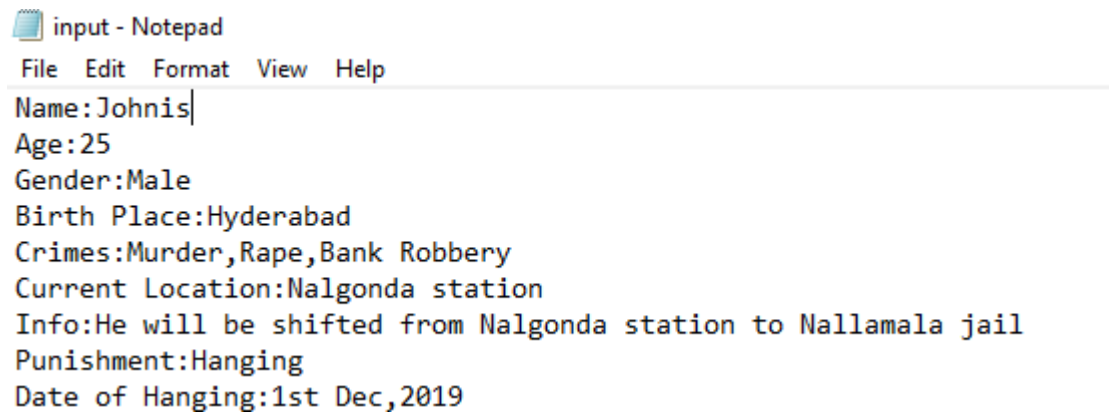 input - Notepad
File Edit Format View Help
Name:Johnis
Age:25
Gender:Male
Birth Place:Hyderabad
Crimes:Murder,Rape,Bank Robbery
Current Location:Nalgonda station
Info:He will be shifted from Nalgonda station to Nallamala jail
Punishment:Hanging
Date of Hanging:1st Dec,2019